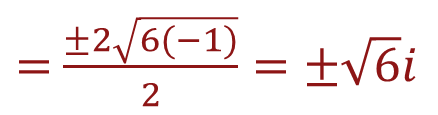 = ±2√6(−1) / 2 = ±√6i